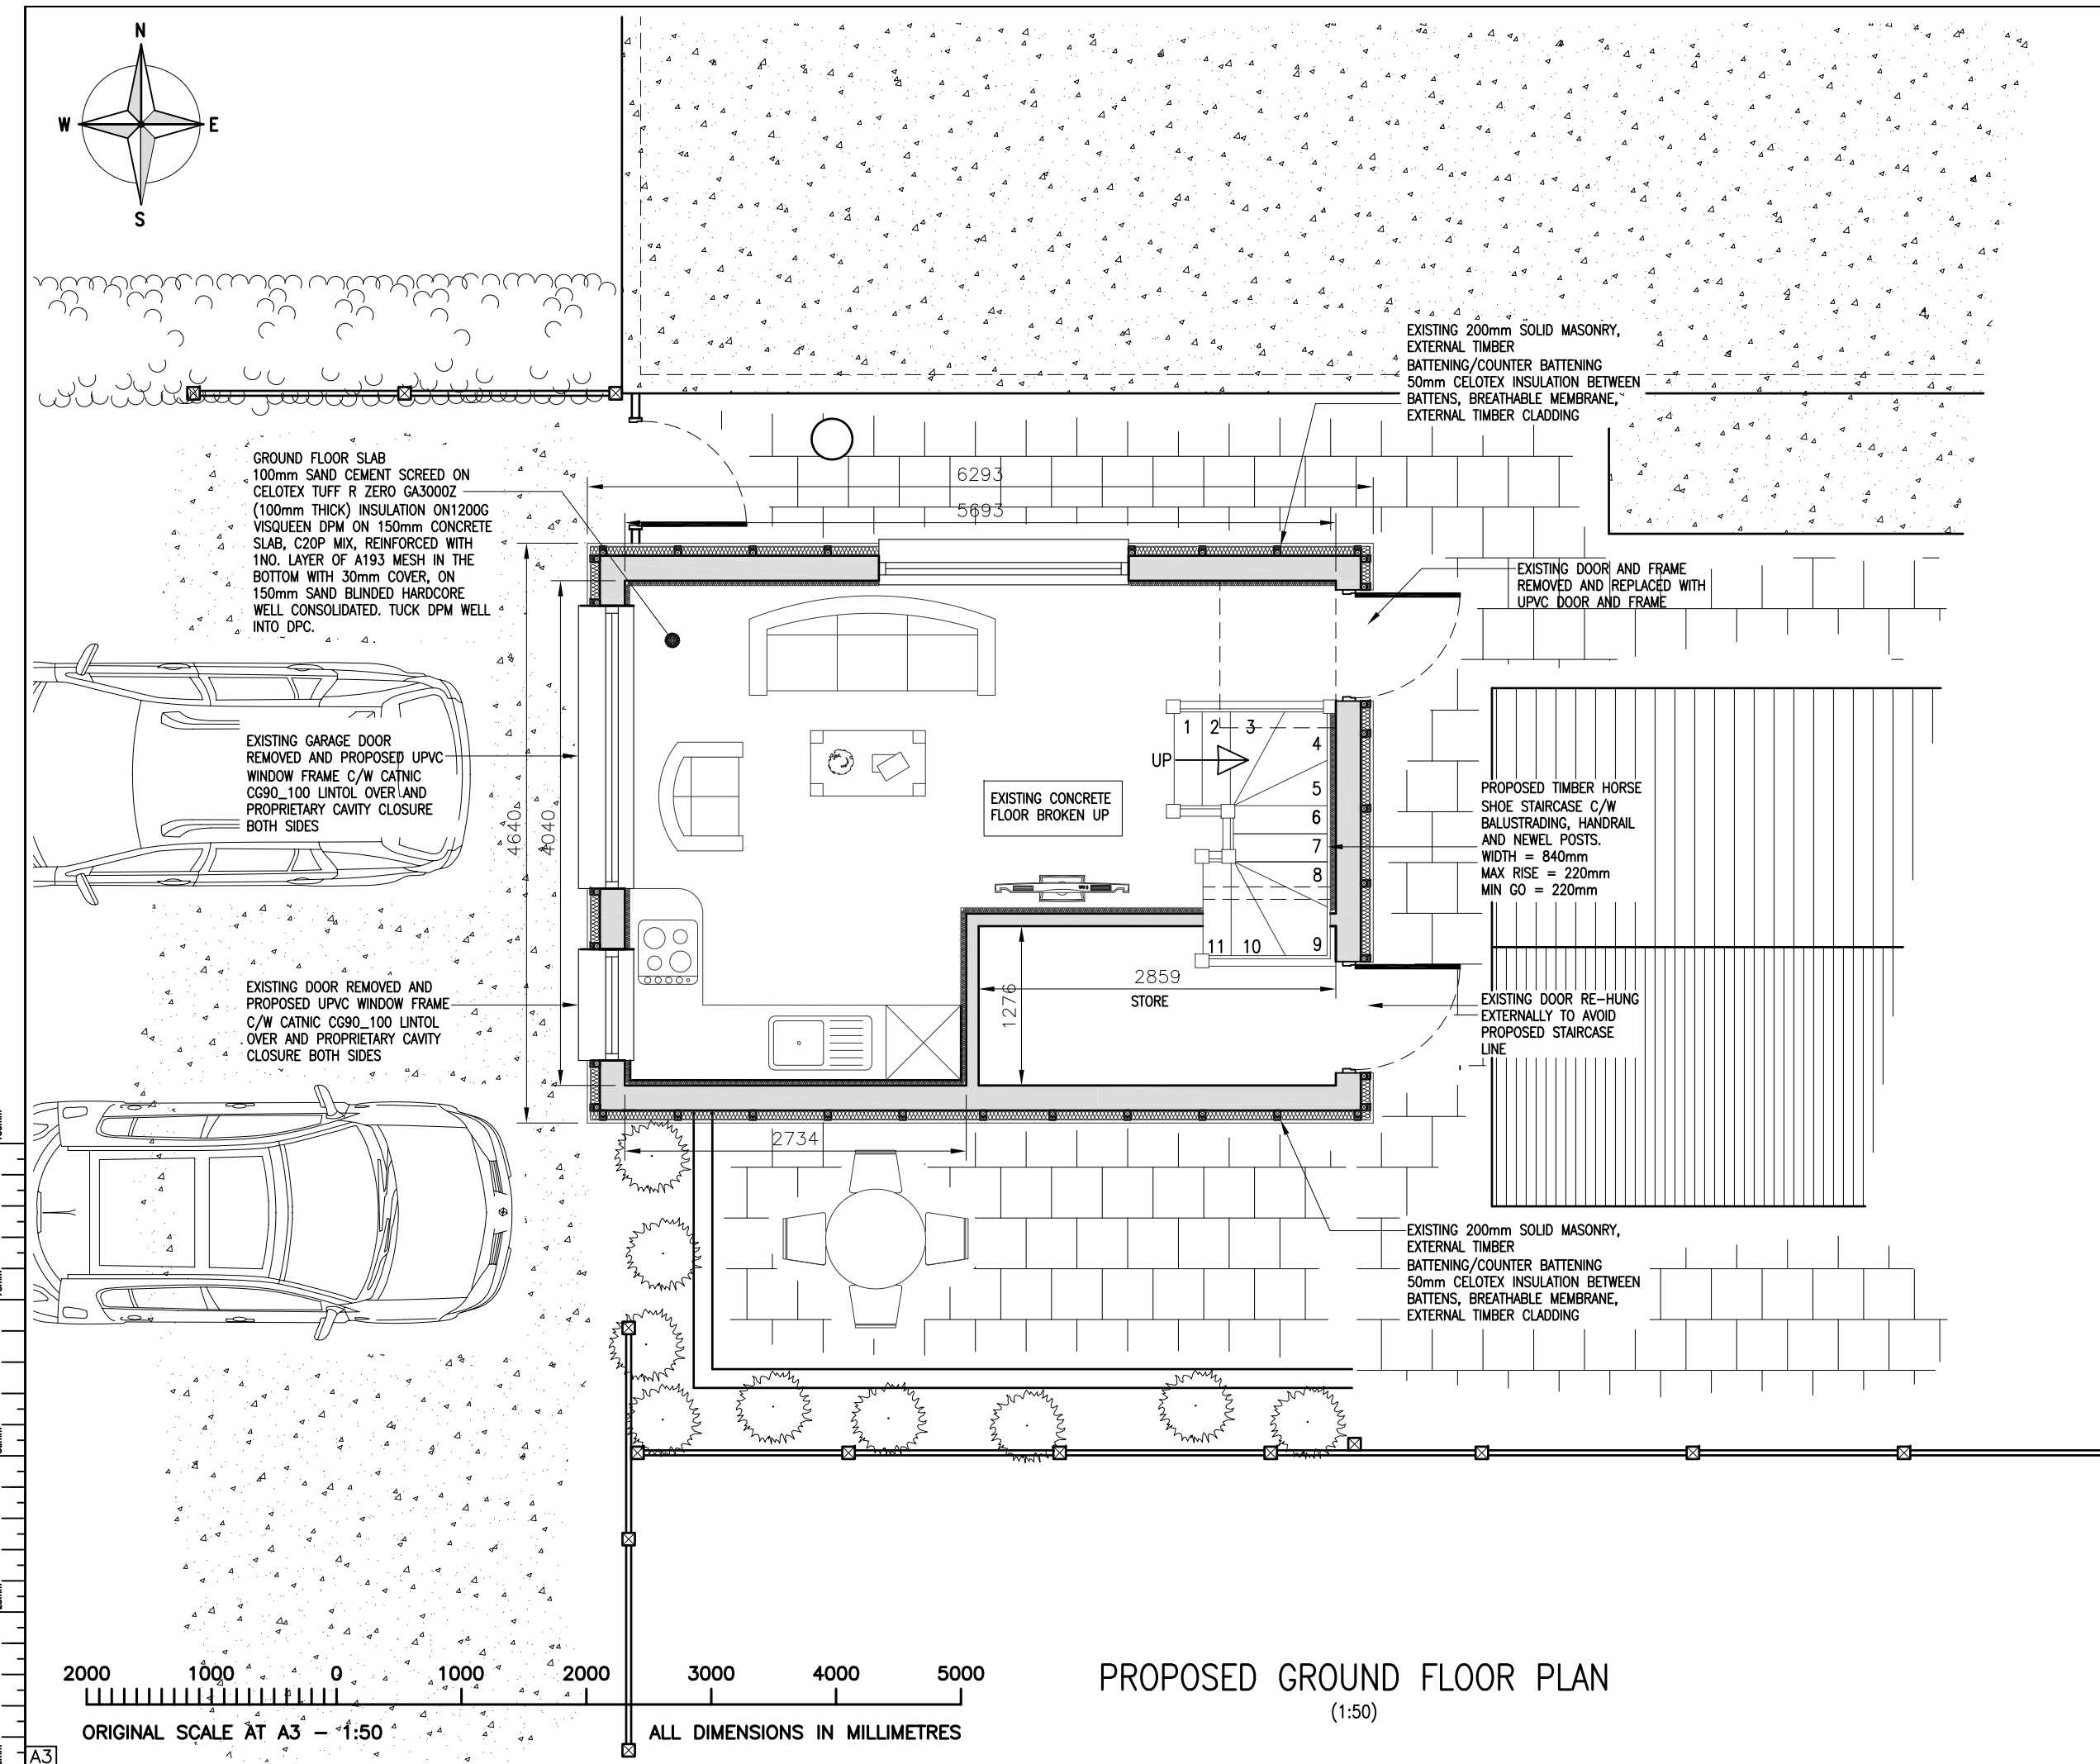 N
W E
S
EXISTING 200mm SOLID MASONRY,
EXTERNAL TIMBER
BATTENING/COUNTER BATTENING
50mm CELOTEX INSULATION BETWEEN
BATTENS, BREATHABLE MEMBRANE,
EXTERNAL TIMBER CLADDING
GROUND FLOOR SLAB
100mm SAND CEMENT SCREED ON
CELOTEX TUFF R ZERO GA3000Z
(100mm THICK) INSULATION ON1200G
VISQUEEN DPM ON 150mm CONCRETE
SLAB, C20P MIX, REINFORCED WITH
1NO. LAYER OF A193 MESH IN THE
BOTTOM WITH 30mm COVER, ON
150mm SAND BLINDED HARDCORE
WELL CONSOLIDATED. TUCK DPM WELL
INTO DPC.
6293
5693
EXISTING DOOR AND FRAME
REMOVED AND REPLACED WITH
UPVC DOOR AND FRAME
EXISTING GARAGE DOOR
REMOVED AND PROPOSED UPVC
WINDOW FRAME C/W CATNIC
CG90_100 LINTOL OVER AND
PROPRIETARY CAVITY CLOSURE
BOTH SIDES
4640
4040
EXISTING CONCRETE
FLOOR BROKEN UP
UP
1 2 3
4
5
6
7
8
9
11 10
PROPOSED TIMBER HORSE
SHOE STAIRCASE C/W
BALUSTRADING, HANDRAIL
AND NEWEL POSTS.
WIDTH = 840mm
MAX RISE = 220mm
MIN GO = 220mm
EXISTING DOOR REMOVED AND
PROPOSED UPVC WINDOW FRAME
C/W CATNIC CG90_100 LINTOL
OVER AND PROPRIETARY CAVITY
CLOSURE BOTH SIDES
1276
2859
STORE
EXISTING DOOR RE-HUNG
EXTERNALLY TO AVOID
PROPOSED STAIRCASE
LINE
2734
EXISTING 200mm SOLID MASONRY,
EXTERNAL TIMBER
BATTENING/COUNTER BATTENING
50mm CELOTEX INSULATION BETWEEN
BATTENS, BREATHABLE MEMBRANE,
EXTERNAL TIMBER CLADDING
2000 1000 0 1000 2000 3000 4000 5000
ORIGINAL SCALE AT A3 - 1:50
ALL DIMENSIONS IN MILLIMETRES
PROPOSED GROUND FLOOR PLAN
(1:50)
A3